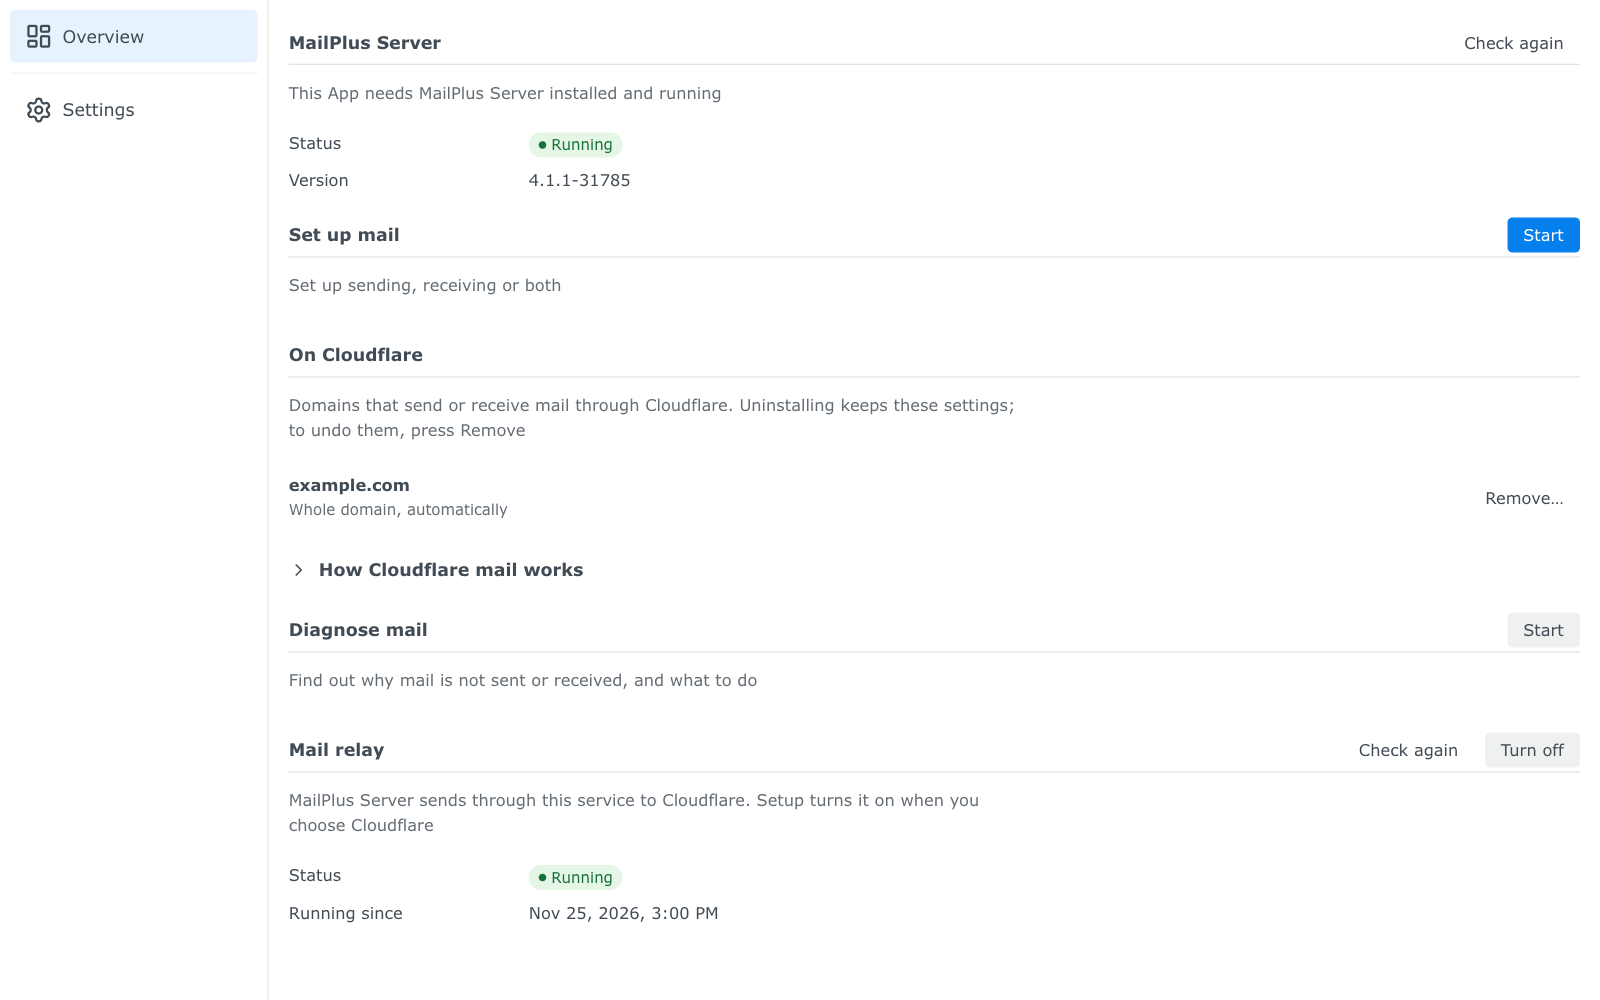 Overview
Settings
MailPlus Server
Check again
This App needs MailPlus Server installed and running
Status
Running
Version
4.1.1-31785
Set up mail
Start
Set up sending, receiving or both
On Cloudflare
Domains that send or receive mail through Cloudflare. Uninstalling keeps these settings;
to undo them, press Remove
example.com
Whole domain, automatically
Remove...
How Cloudflare mail works
Diagnose mail
Start
Find out why mail is not sent or received, and what to do
Mail relay
Check again
Turn off
MailPlus Server sends through this service to Cloudflare. Setup turns it on when you
choose Cloudflare
Status
Running
Running since
Nov 25, 2026, 3:00 PM